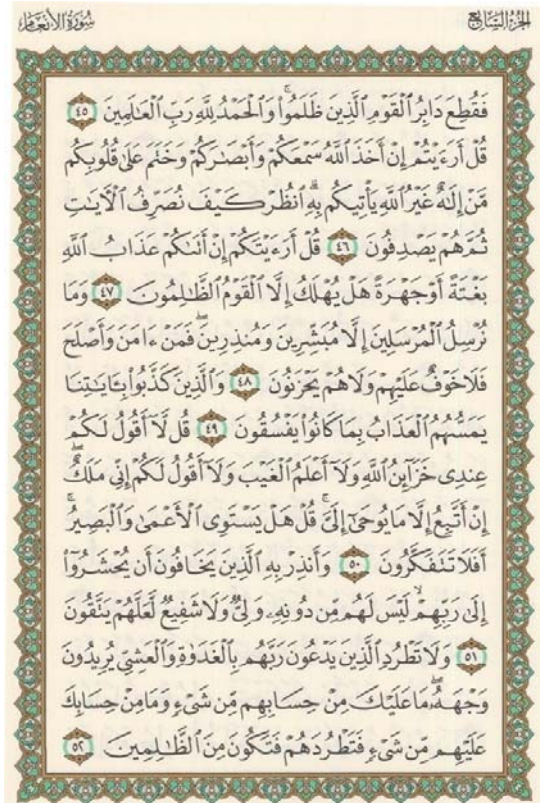 الجزء السابع
سورة الأنعام
فَقُطِعَ دَابِرُ ٱلْقَوْمِ ٱلَّذِينَ ظَلَمُوا۟ ۚ وَٱلْحَمْدُ لِلَّهِ رَبِّ ٱلْعَـٰلَمِينَ ٤٥
قُلْ أَرَءَيْتُمْ إِنْ أَخَذَ ٱللَّهُ سَمْعَكُمْ وَأَبْصَـٰرَكُمْ وَخَتَمَ عَلَىٰ قُلُوبِكُم
مَّنْ إِلَـٰهٌ غَيْرُ ٱللَّهِ يَأْتِيكُم بِهِ ۗ ٱنظُرْ كَيْفَ نُصَرِّفُ ٱلْـَٔايَـٰتِ
ثُمَّ هُمْ يَصْدِفُونَ ٤٦ قُلْ أَرَءَيْتَكُمْ إِنْ أَتَىٰكُمْ عَذَابُ ٱللَّهِ
بَغْتَةً أَوْ جَهْرَةً هَلْ يُهْلَكُ إِلَّا ٱلْقَوْمُ ٱلظَّـٰلِمُونَ ٤٧ وَمَا
نُرْسِلُ ٱلْمُرْسَلِينَ إِلَّا مُبَشِّرِينَ وَمُنذِرِينَ ۖ فَمَنْ ءَامَنَ وَأَصْلَحَ
فَلَا خَوْفٌ عَلَيْهِمْ وَلَا هُمْ يَحْزَنُونَ ٤٨ وَٱلَّذِينَ كَذَّبُوا۟ بِـَٔايَـٰتِنَا
يَمَسُّهُمُ ٱلْعَذَابُ بِمَا كَانُوا۟ يَفْسُقُونَ ٤٩ قُل لَّآ أَقُولُ لَكُمْ
عِندِى خَزَآئِنُ ٱللَّهِ وَلَآ أَعْلَمُ ٱلْغَيْبَ وَلَآ أَقُولُ لَكُمْ إِنِّى مَلَكٌ ۖ
إِنْ أَتَّبِعُ إِلَّا مَا يُوحَىٰٓ إِلَىَّ ۚ قُلْ هَلْ يَسْتَوِى ٱلْأَعْمَىٰ وَٱلْبَصِيرُ ۚ
أَفَلَا تَتَفَكَّرُونَ ٥٠ وَأَنذِرْ بِهِ ٱلَّذِينَ يَخَافُونَ أَن يُحْشَرُوٓا۟
إِلَىٰ رَبِّهِمْ ۙ لَيْسَ لَهُم مِّن دُونِهِۦ وَلِىٌّ وَلَا شَفِيعٌ لَّعَلَّهُمْ يَتَّقُونَ
٥١ وَلَا تَطْرُدِ ٱلَّذِينَ يَدْعُونَ رَبَّهُم بِٱلْغَدَوٰةِ وَٱلْعَشِىِّ يُرِيدُونَ
وَجْهَهُۥ ۖ مَا عَلَيْكَ مِنْ حِسَابِهِم مِّن شَىْءٍ وَمَا مِنْ حِسَابِكَ
عَلَيْهِم مِّن شَىْءٍ فَتَطْرُدَهُمْ فَتَكُونَ مِنَ ٱلظَّـٰلِمِينَ ٥٢